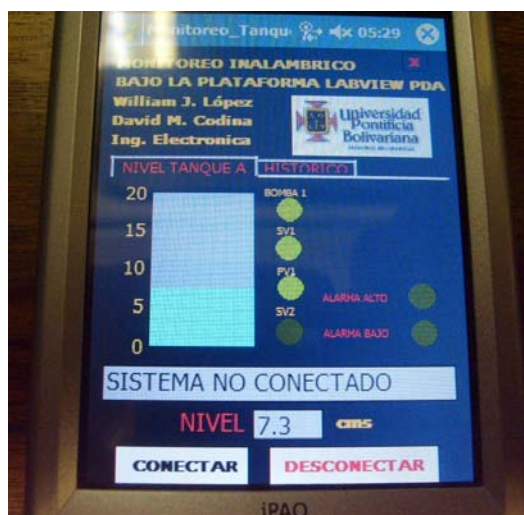 Monitoreo_Tanqu 05:29
MONITOREO INALAMBRICO
BAJO LA PLATAFORMA LABVIEW PDA
William J. López
David M. Codina
Ing. Electronica
Universidad
Pontificia
Bolivariana
NIVEL TANQUE A HISTORICO
20
15
10
5
0
BOMBA 1
SV1
PV1
SV2
ALARMA ALTO
ALARMA BAJO
SISTEMA NO CONECTADO
NIVEL 7.3 cms
CONECTAR DESCONECTAR
iPAQ